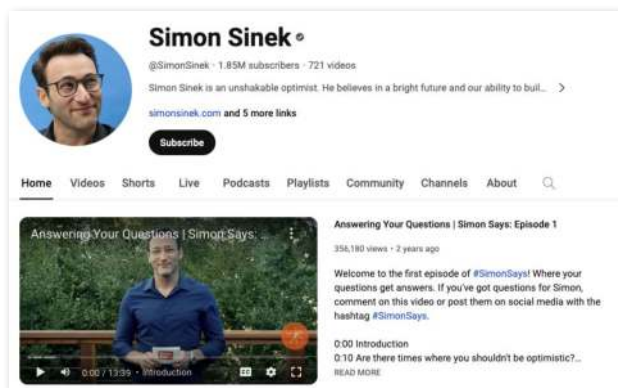 Simon Sinek
@SimonSinek · 1.85M subscribers · 721 videos
Simon Sinek is an unshakable optimist. He believes in a bright future and our ability to buil...
simonsinek.com and 5 more links
Subscribe
Home Videos Shorts Live Podcasts Playlists Community Channels About
Answering Your Questions | Simon Says: ...
0:00 / 13:39 • Introduction
Answering Your Questions | Simon Says: Episode 1
356,180 views • 2 years ago
Welcome to the first episode of #SimonSays! Where your
questions get answers. If you've got questions for Simon,
comment on this video or post them on social media with the
hashtag #SimonSays.
0:00 Introduction
0:10 Are there times where you shouldn't be optimistic?...
READ MORE